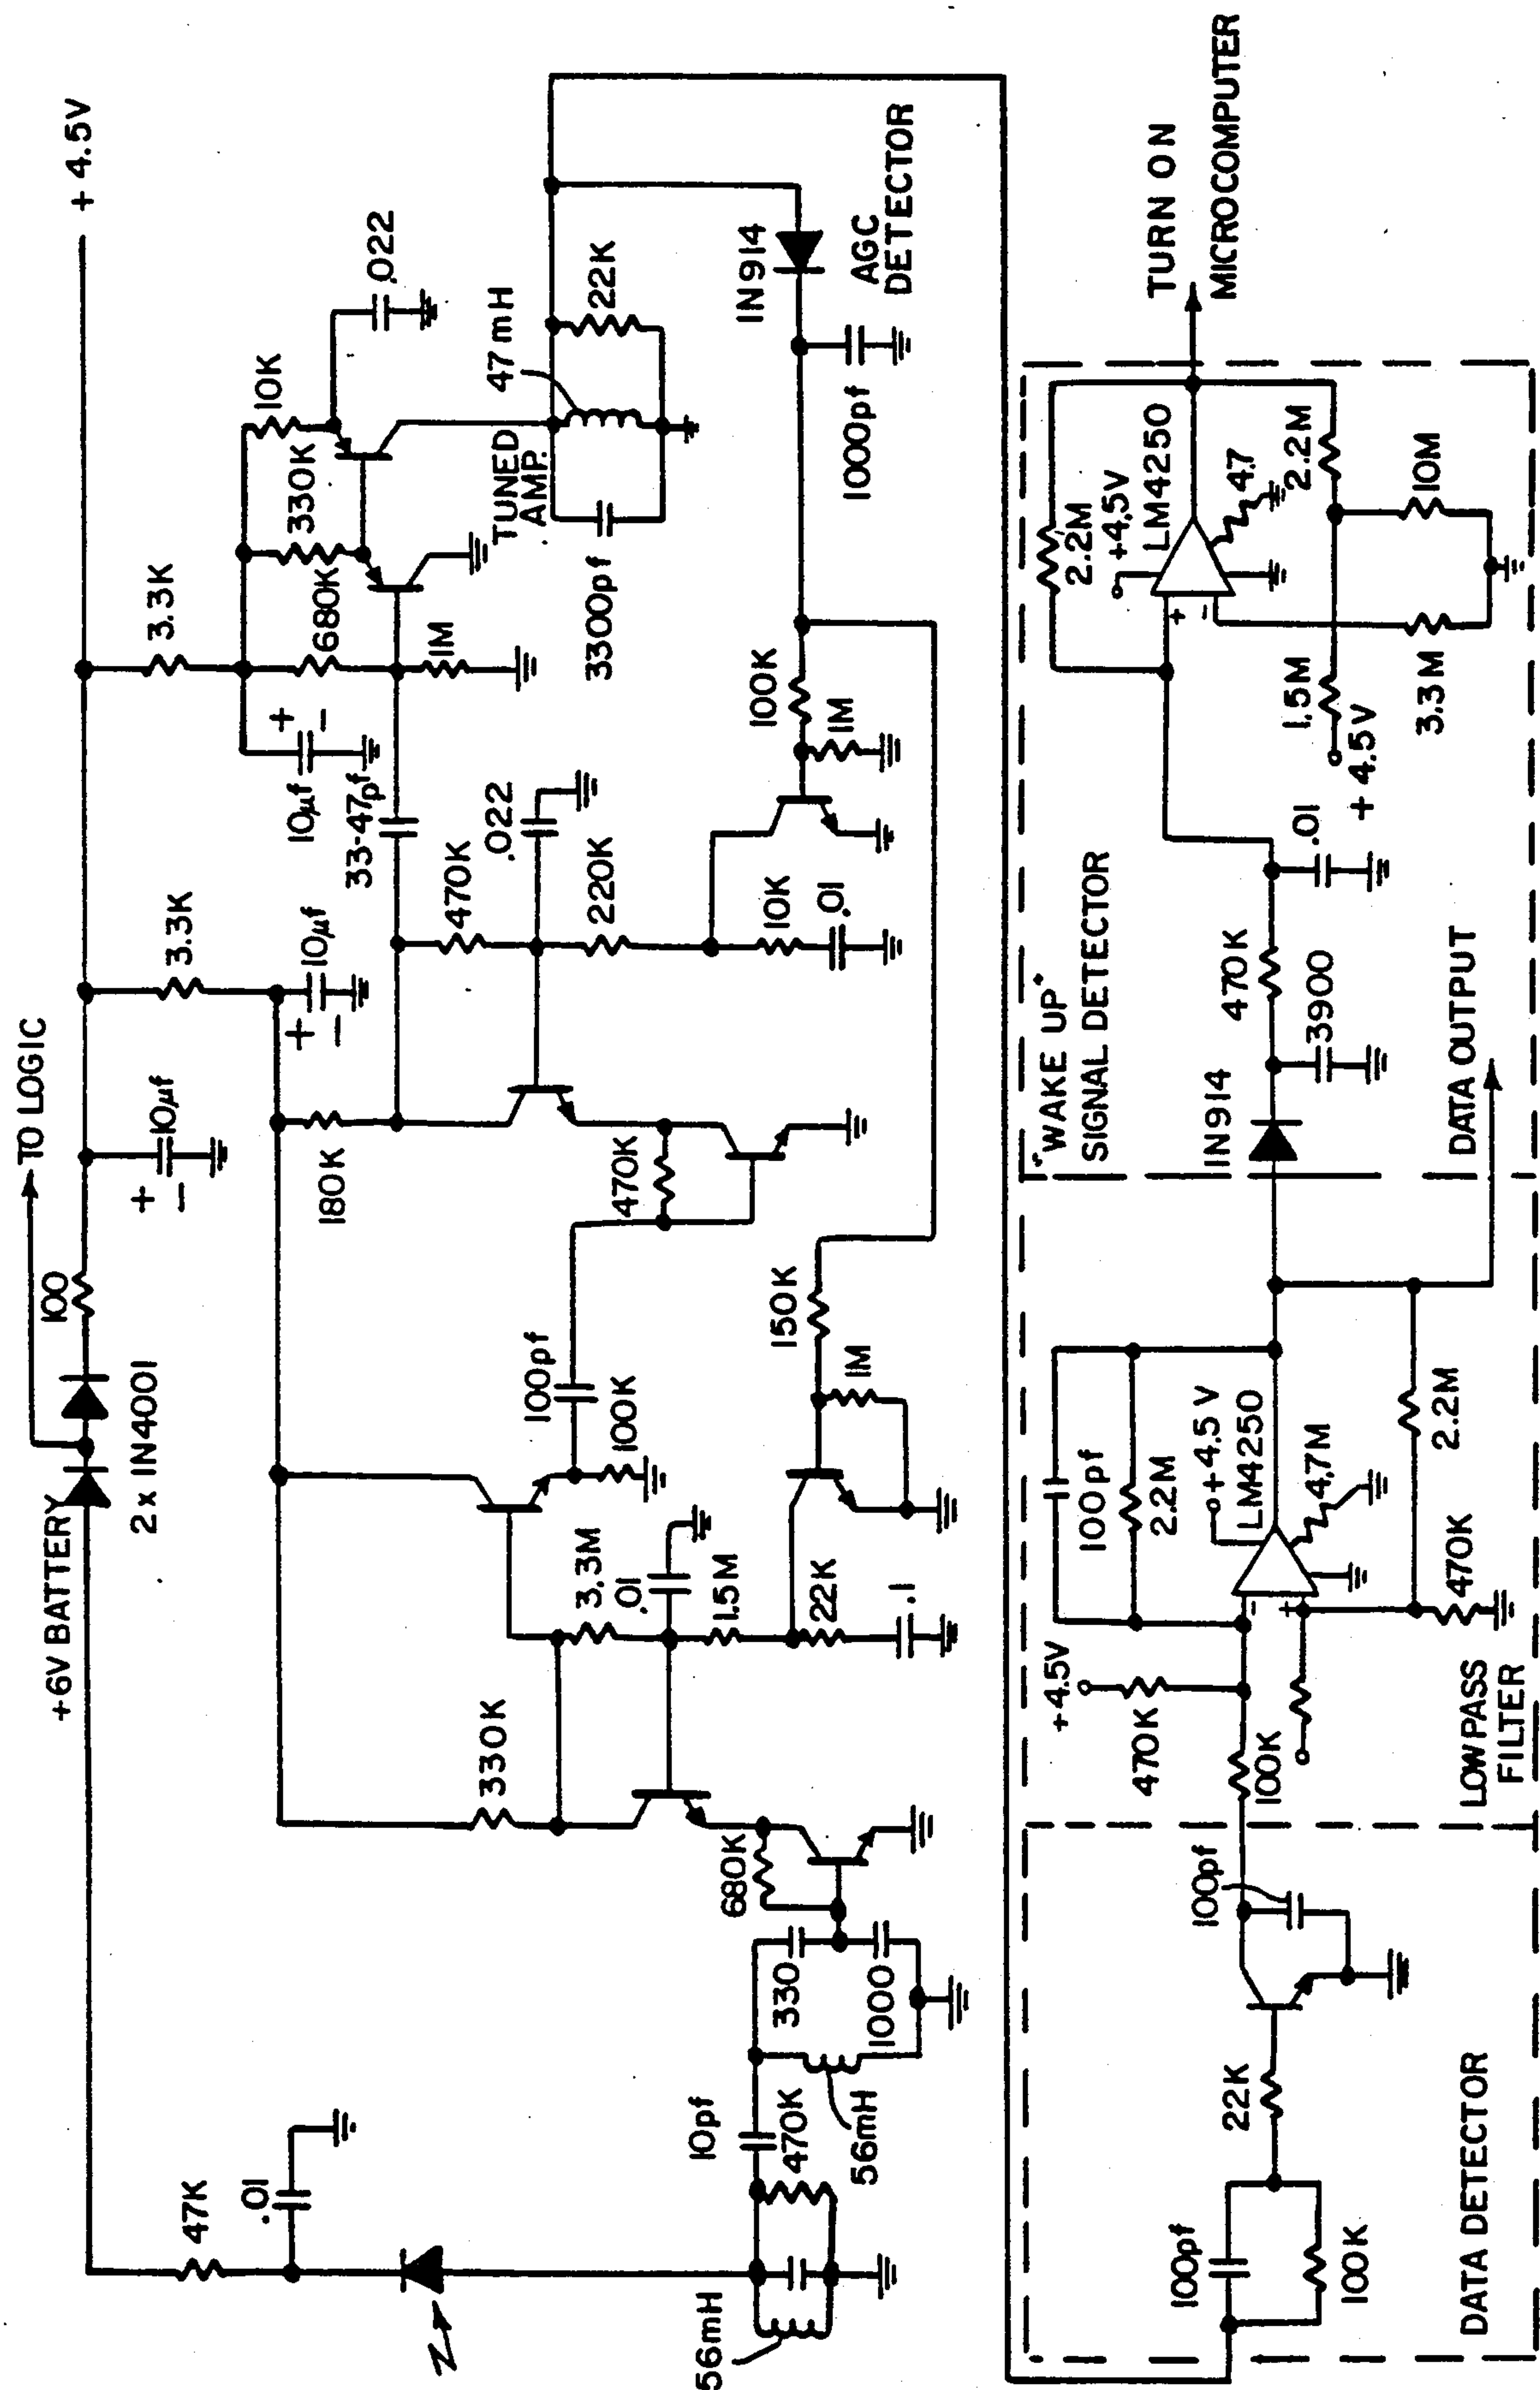 TO LOGIC
+6V BATTERY
2 x IN4001
100
+
10µf
-
+ 4.5V
3.3K
3.3K
+
10µf
-
10µf
+
-
10K
.022
330K
680K
1M
33-47pf
TUNED
AMP.
47mH
22K
3300pf
IN914
AGC
DETECTOR
1000pf
180K
470K
.022
220K
10K
.01
100K
1M
470K
100pf
100K
150K
1M
330K
3.3M
.01
1.5M
22K
.1
680K
330
1000
10pf
470K
56mH
47K
.01
56mH
100pf
100K
22K
100pf
DATA DETECTOR
+4.5V
470K
100K
100pf
2.2M
+4.5V
LM4250
4.7M
-
+
2.2M
470K
LOWPASS
FILTER
"WAKE UP"
SIGNAL DETECTOR
IN914
3900
470K
.01
DATA OUTPUT
2.2M
+4.5V
LM4250
4.7
+
-
2.2M
10M
1.5M
+ 4.5V
3.3M
TURN ON
MICROCOMPUTER